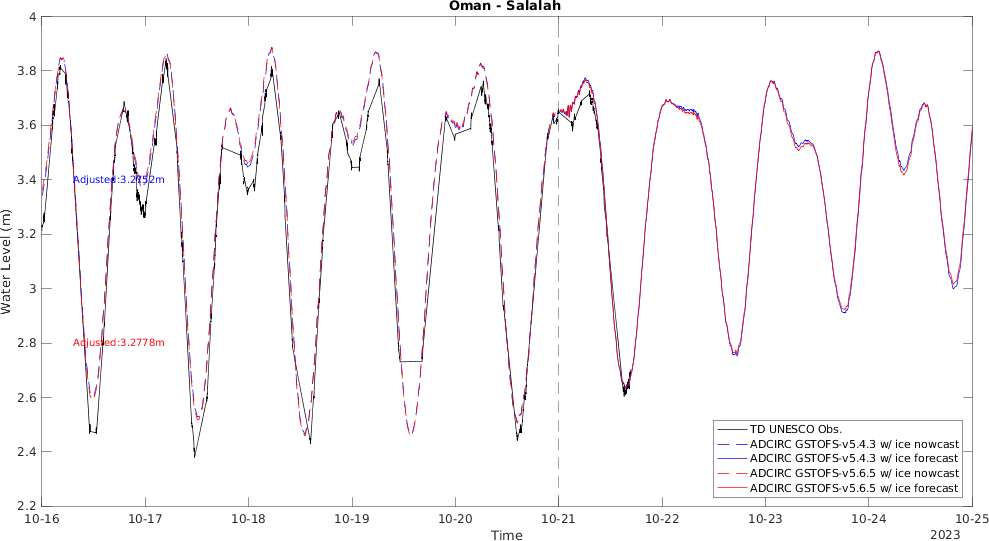 Oman - Salalah
4
3.8
3.6
3.4
3.2
3
2.8
2.6
2.4
2.2
Water Level (m)
Adjusted:3.2752m
Adjusted:3.2778m
TD UNESCO Obs.
ADCIRC GSTOFS-v5.4.3 w/ ice nowcast
ADCIRC GSTOFS-v5.4.3 w/ ice forecast
ADCIRC GSTOFS-v5.6.5 w/ ice nowcast
ADCIRC GSTOFS-v5.6.5 w/ ice forecast
10-16 10-17 10-18 10-19 10-20 10-21 10-22 10-23 10-24 10-25
Time
2023